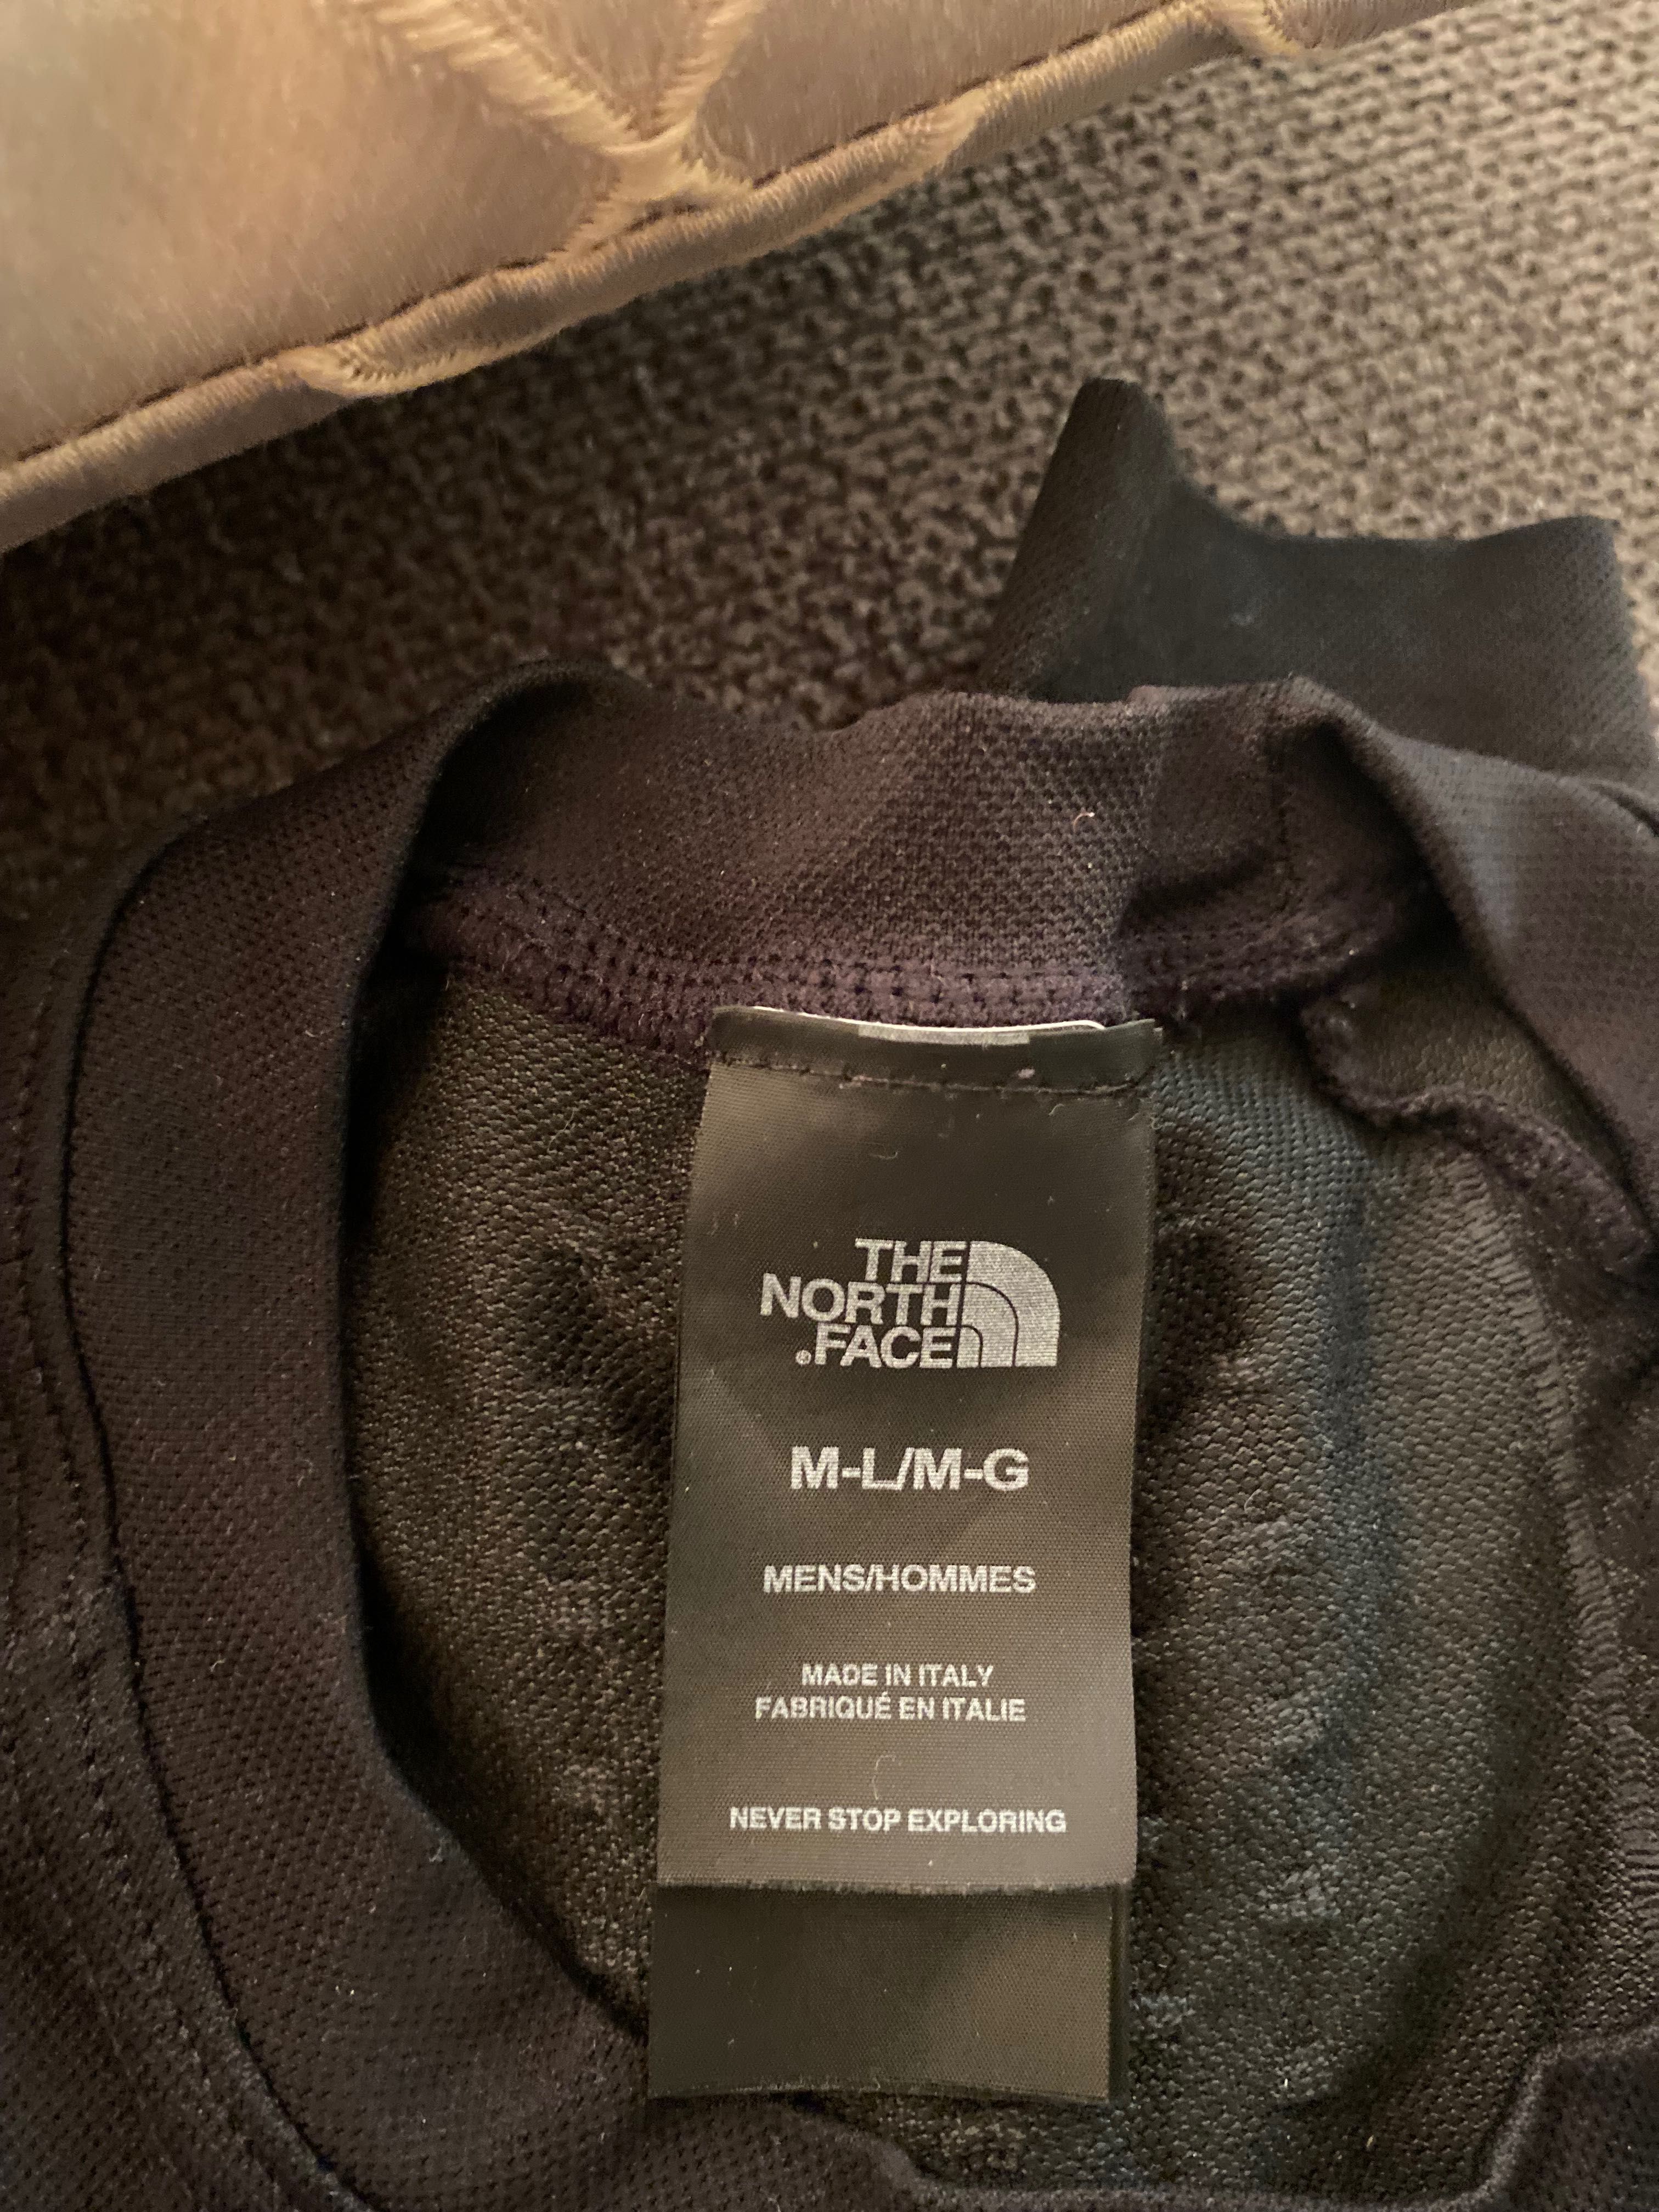 THE
NORTH
®FACE
M-L/M-G
MENS/HOMMES
MADE IN ITALY
FABRIQUÉ EN ITALIE
NEVER STOP EXPLORING